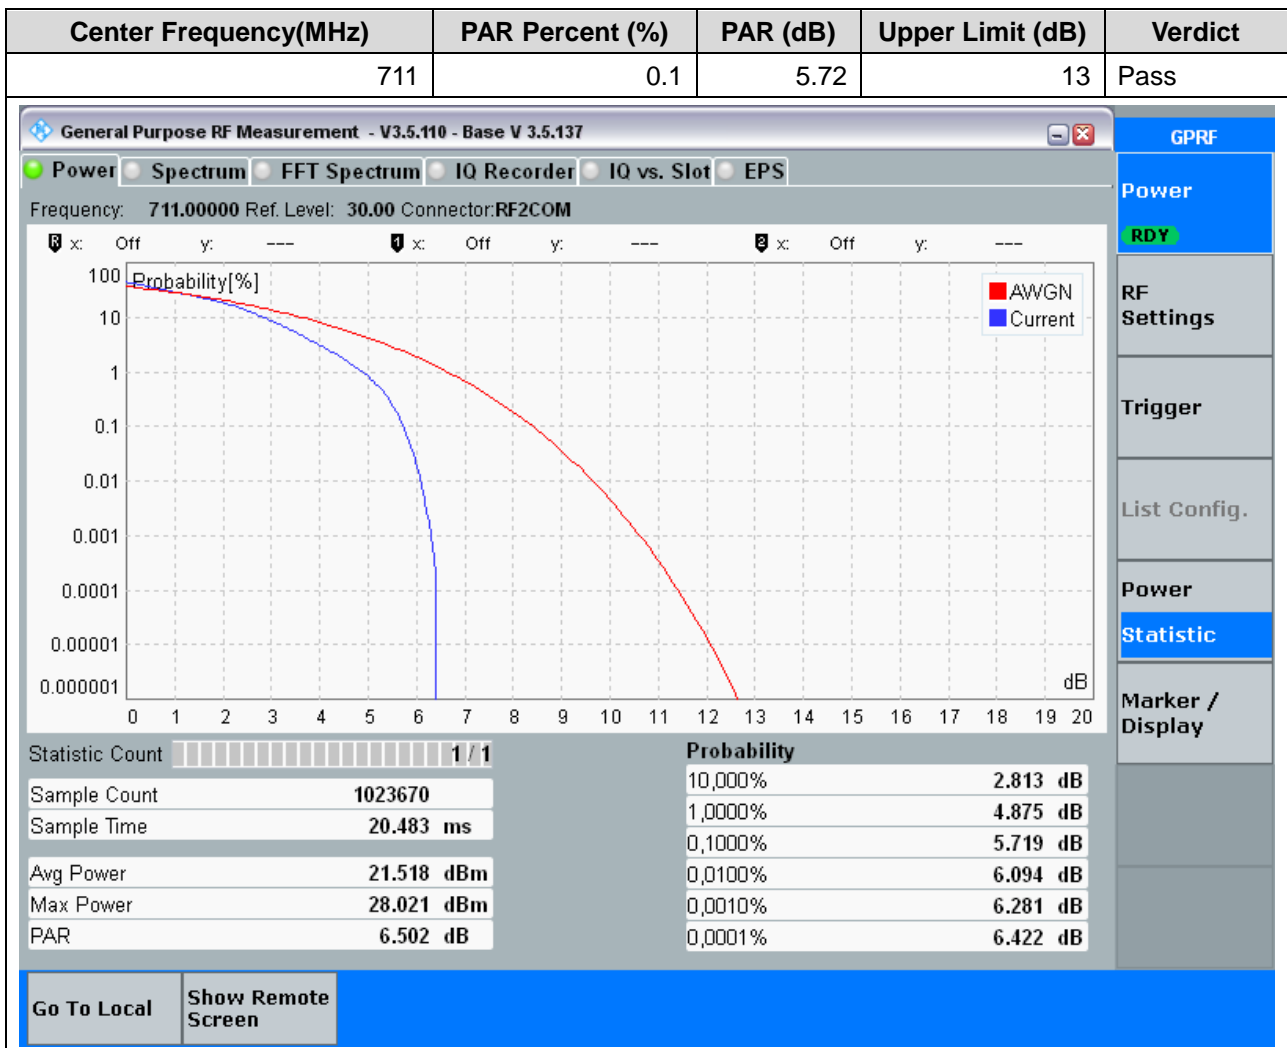 Center Frequency(MHz) PAR Percent (%) PAR (dB) Upper Limit (dB) Verdict
711 0.1 5.72 13 Pass
General Purpose RF Measurement - V3.5.110 - Base V 3.5.137
GPRF
Power Spectrum FFT Spectrum IQ Recorder IQ vs. Slot EPS
Frequency: 711.00000 Ref. Level: 30.00 Connector:RF2COM
R x: Off y: --- 1 x: Off y: --- 2 x: Off y: ---
Probability[%]
AWGN
Current
100
10
1
0.1
0.01
0.001
0.0001
0.00001
0.000001
dB
0 1 2 3 4 5 6 7 8 9 10 11 12 13 14 15 16 17 18 19 20
Statistic Count 1 / 1
Sample Count 1023670
Sample Time 20.483 ms
Avg Power 21.518 dBm
Max Power 28.021 dBm
PAR 6.502 dB
Probability
10,000% 2.813 dB
1,0000% 4.875 dB
0,1000% 5.719 dB
0,0100% 6.094 dB
0,0010% 6.281 dB
0,0001% 6.422 dB
Power
RDY
RF
Settings
Trigger
List Config.
Power
Statistic
Marker /
Display
Go To Local
Show Remote
Screen